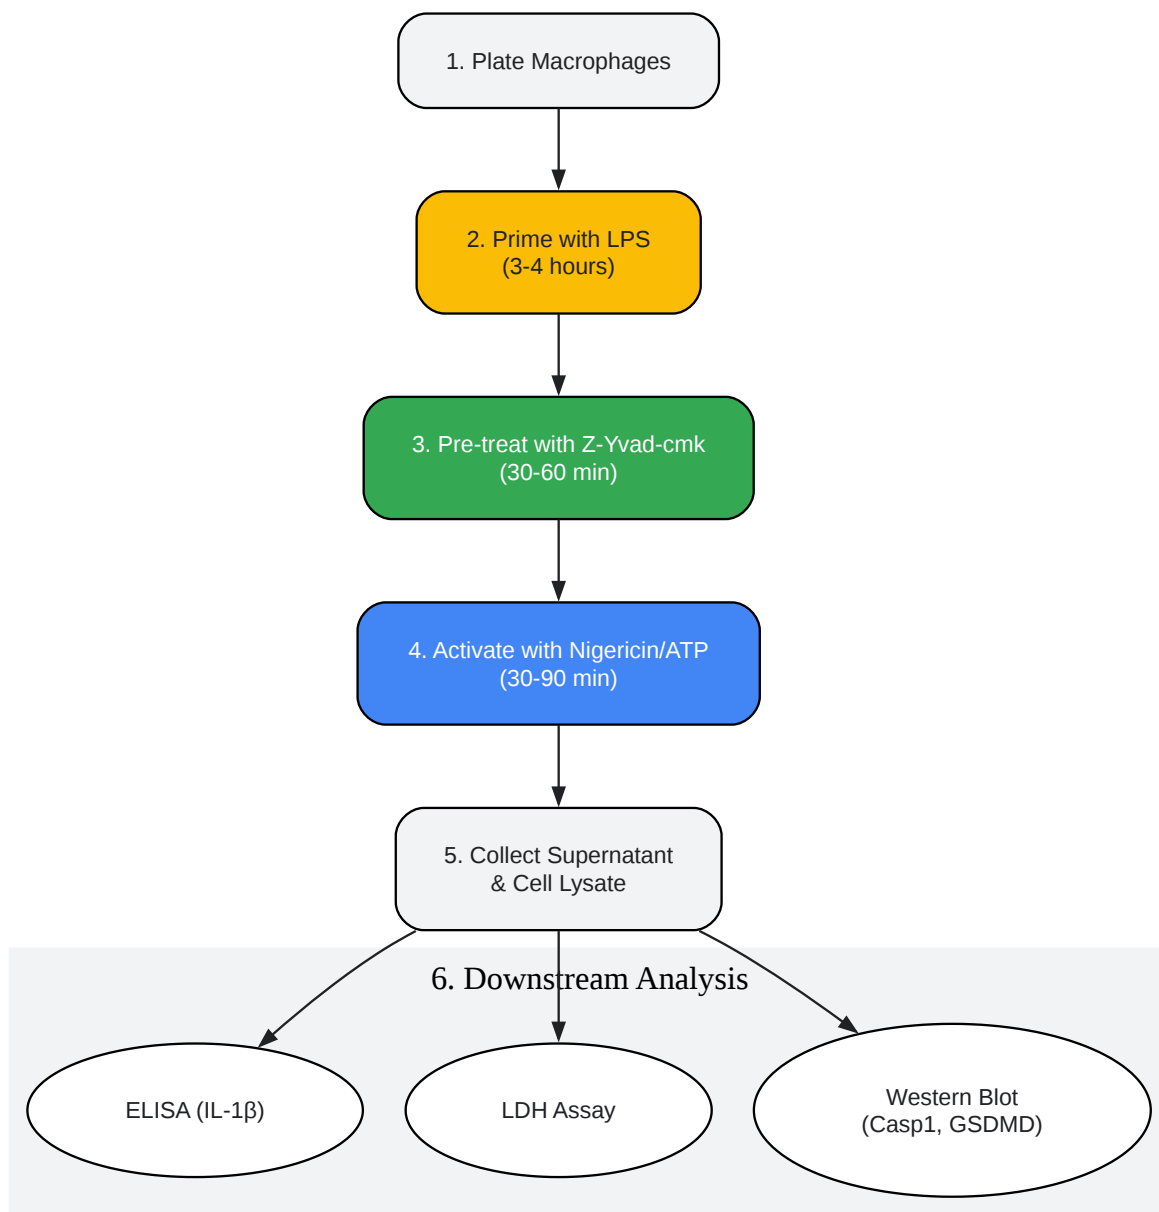 1. Plate Macrophages
2. Prime with LPS
(3-4 hours)
3. Pre-treat with Z-Yvad-cmk
(30-60 min)
4. Activate with Nigericin/ATP
(30-90 min)
5. Collect Supernatant
& Cell Lysate
6. Downstream Analysis
ELISA (IL-1β)
LDH Assay
Western Blot
(Casp1, GSDMD)